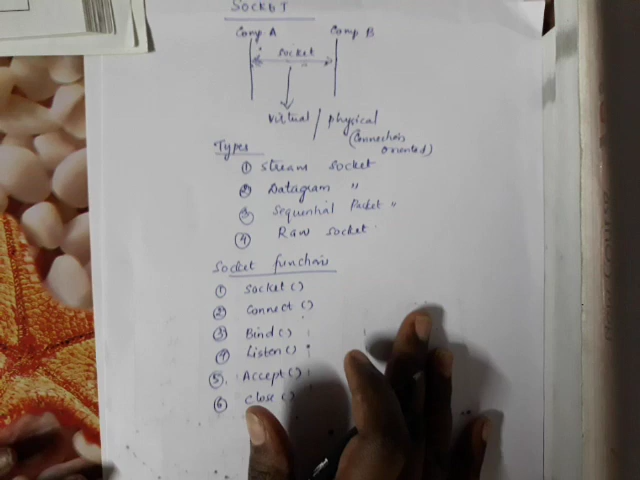 SOCKET
Comp A Comp B
socket
virtual / physical
(Connection
oriented)
Types
① Stream socket
② Datagram "
③ Sequential Packet "
④ Raw socket
Socket function
① Socket ()
② Connect ()
③ Bind ()
④ Listen ()
⑤ Accept ()
⑥ close ()